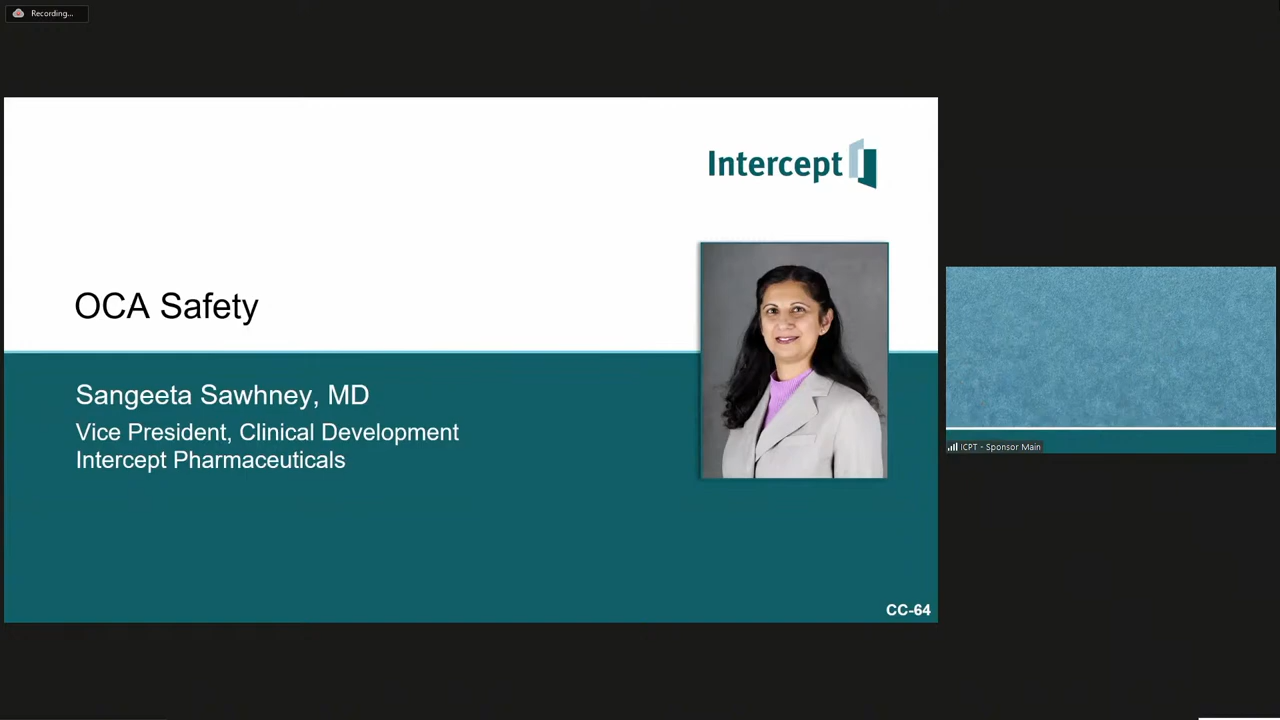 Recording...
Intercept
OCA Safety
Sangeeta Sawhney, MD
Vice President, Clinical Development
Intercept Pharmaceuticals
CC-64
ICPT - Sponsor Main